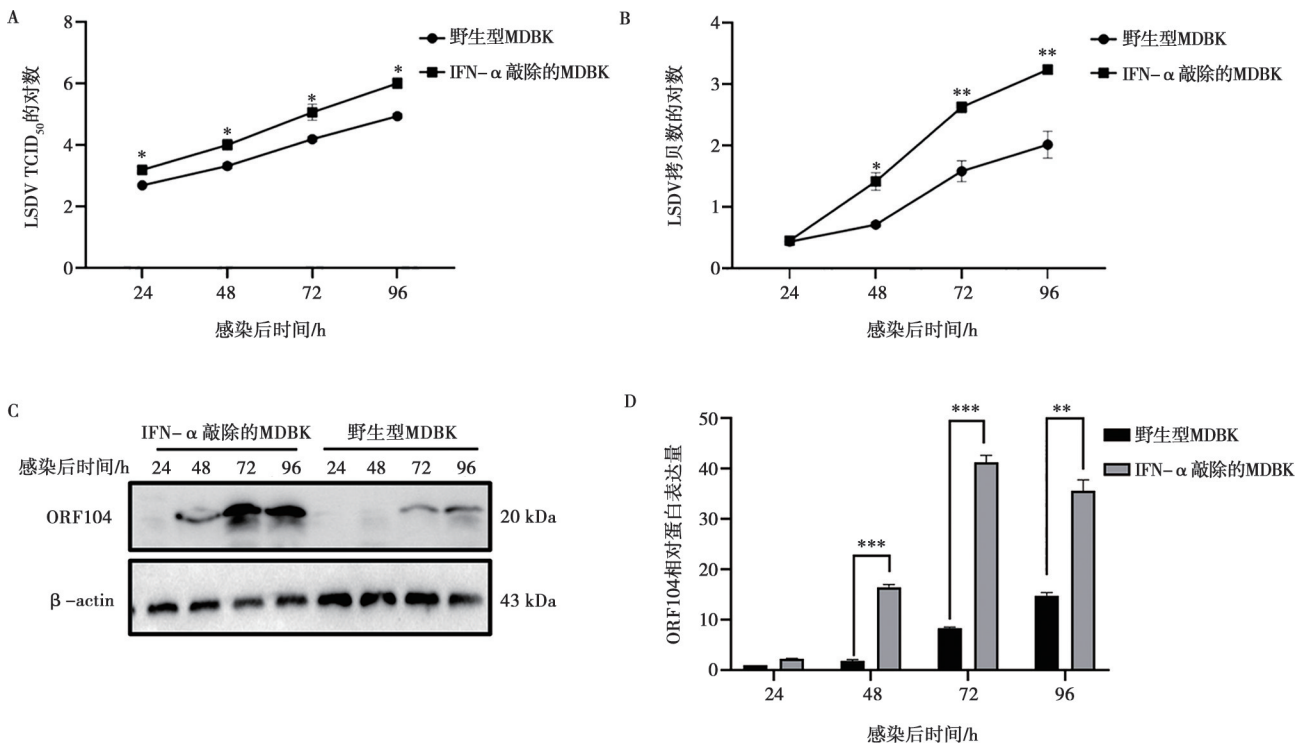 A
8
6
4
2
0
LSDV TCID50的对数
*
*
*
*
24 48 72 96
感染后时间/h
野生型MDBK
IFN-α敲除的MDBK
B
4
3
2
1
0
LSDV拷贝数的对数
*
**
**
24 48 72 96
感染后时间/h
野生型MDBK
IFN-α敲除的MDBK
C
IFN-α敲除的MDBK 野生型MDBK
感染后时间/h 24 48 72 96 24 48 72 96
ORF104 20 kDa
β-actin 43 kDa
D
50
40
30
20
10
0
ORF104相对蛋白表达量
***
***
**
24 48 72 96
感染后时间/h
野生型MDBK
IFN-α敲除的MDBK